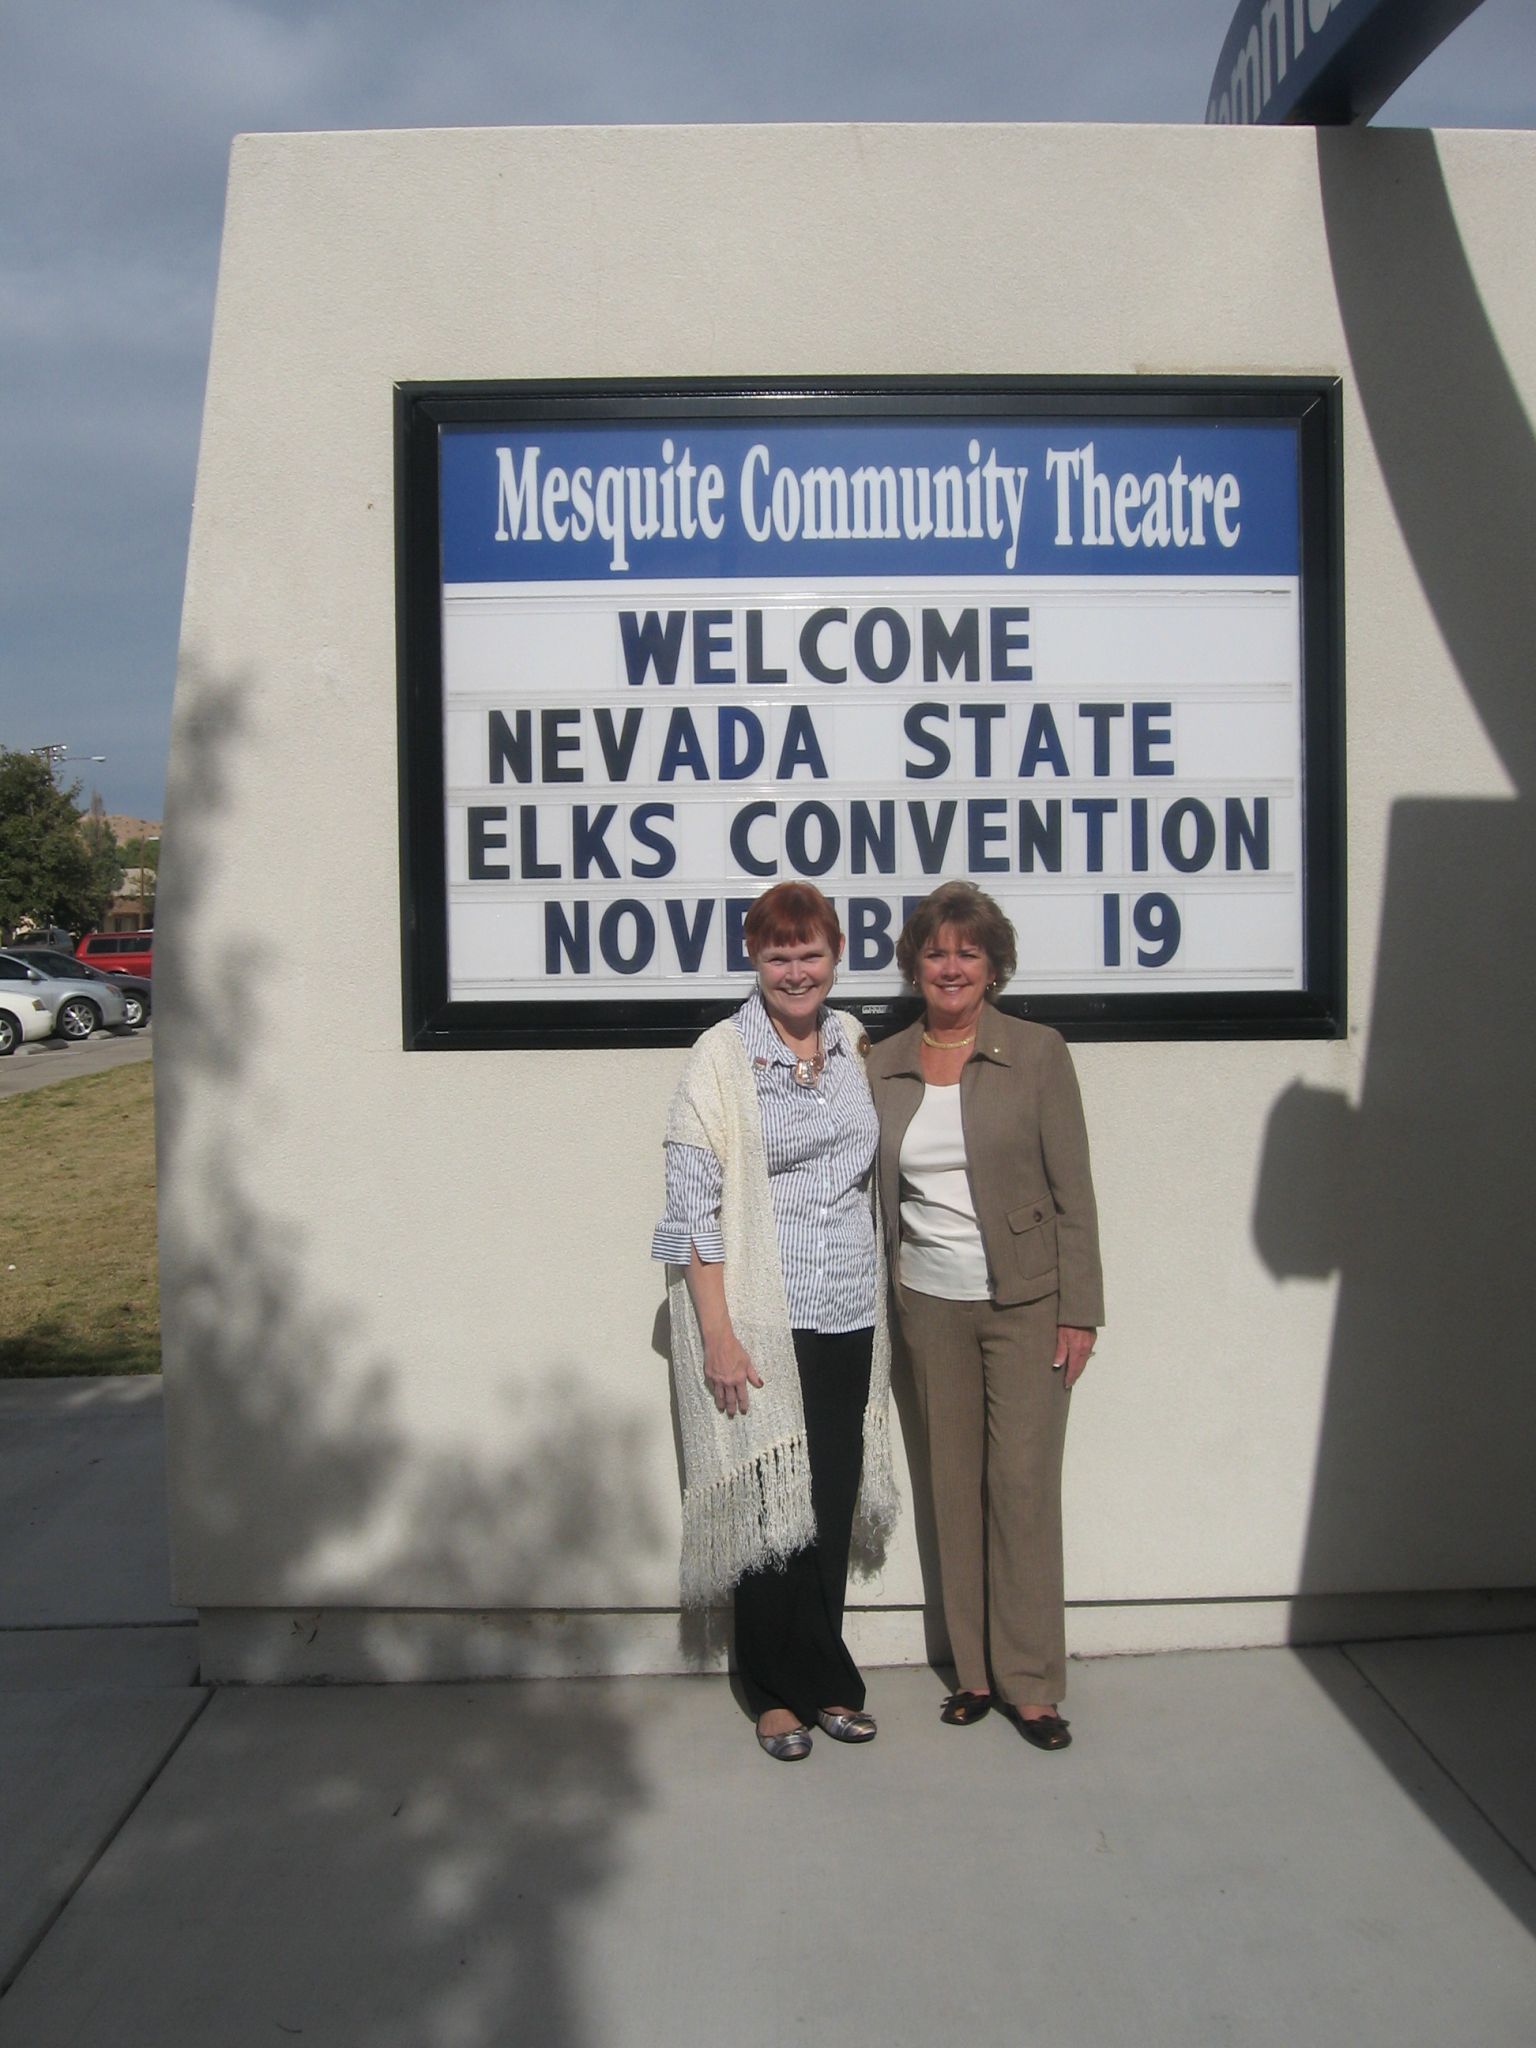 Mesquite Community Theatre
WELCOME
NEVADA STATE
ELKS CONVENTION
19